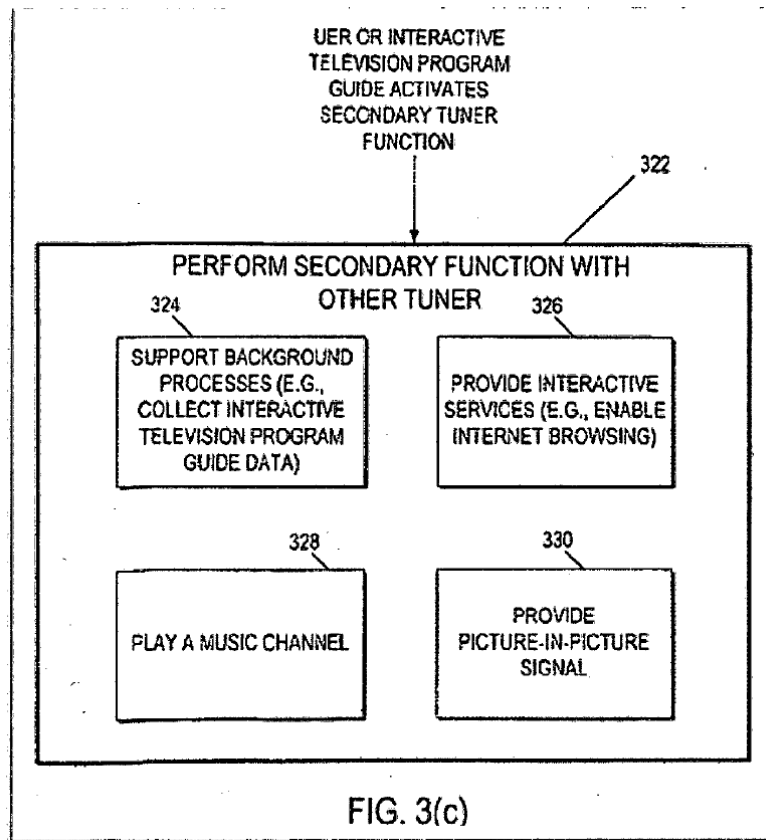 UER OR INTERACTIVE
TELEVISION PROGRAM
GUIDE ACTIVATES
SECONDARY TUNER
FUNCTION
322
PERFORM SECONDARY FUNCTION WITH
OTHER TUNER
324
SUPPORT BACKGROUND
PROCESSES (E.G.,
COLLECT INTERACTIVE
TELEVISION PROGRAM
GUIDE DATA)
326
PROVIDE INTERACTIVE
SERVICES (E.G., ENABLE
INTERNET BROWSING)
328
PLAY A MUSIC CHANNEL
330
PROVIDE
PICTURE-IN-PICTURE
SIGNAL
FIG. 3(c)